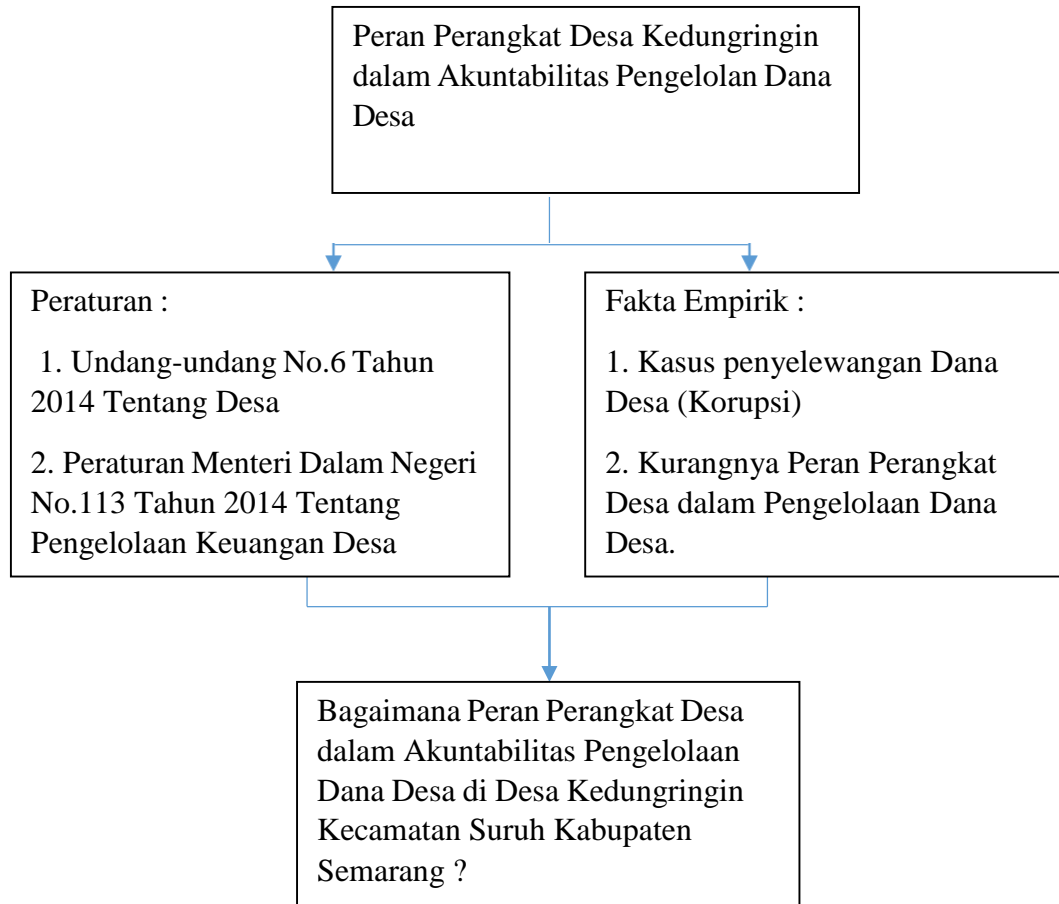 Peran Perangkat Desa Kedungringin
dalam Akuntabilitas Pengelolan Dana
Desa
Peraturan :
1. Undang-undang No.6 Tahun
2014 Tentang Desa
2. Peraturan Menteri Dalam Negeri
No.113 Tahun 2014 Tentang
Pengelolaan Keuangan Desa
Fakta Empirik :
1. Kasus penyelewangan Dana
Desa (Korupsi)
2. Kurangnya Peran Perangkat
Desa dalam Pengelolaan Dana
Desa.
Bagaimana Peran Perangkat Desa
dalam Akuntabilitas Pengelolaan
Dana Desa di Desa Kedungringin
Kecamatan Suruh Kabupaten
Semarang ?